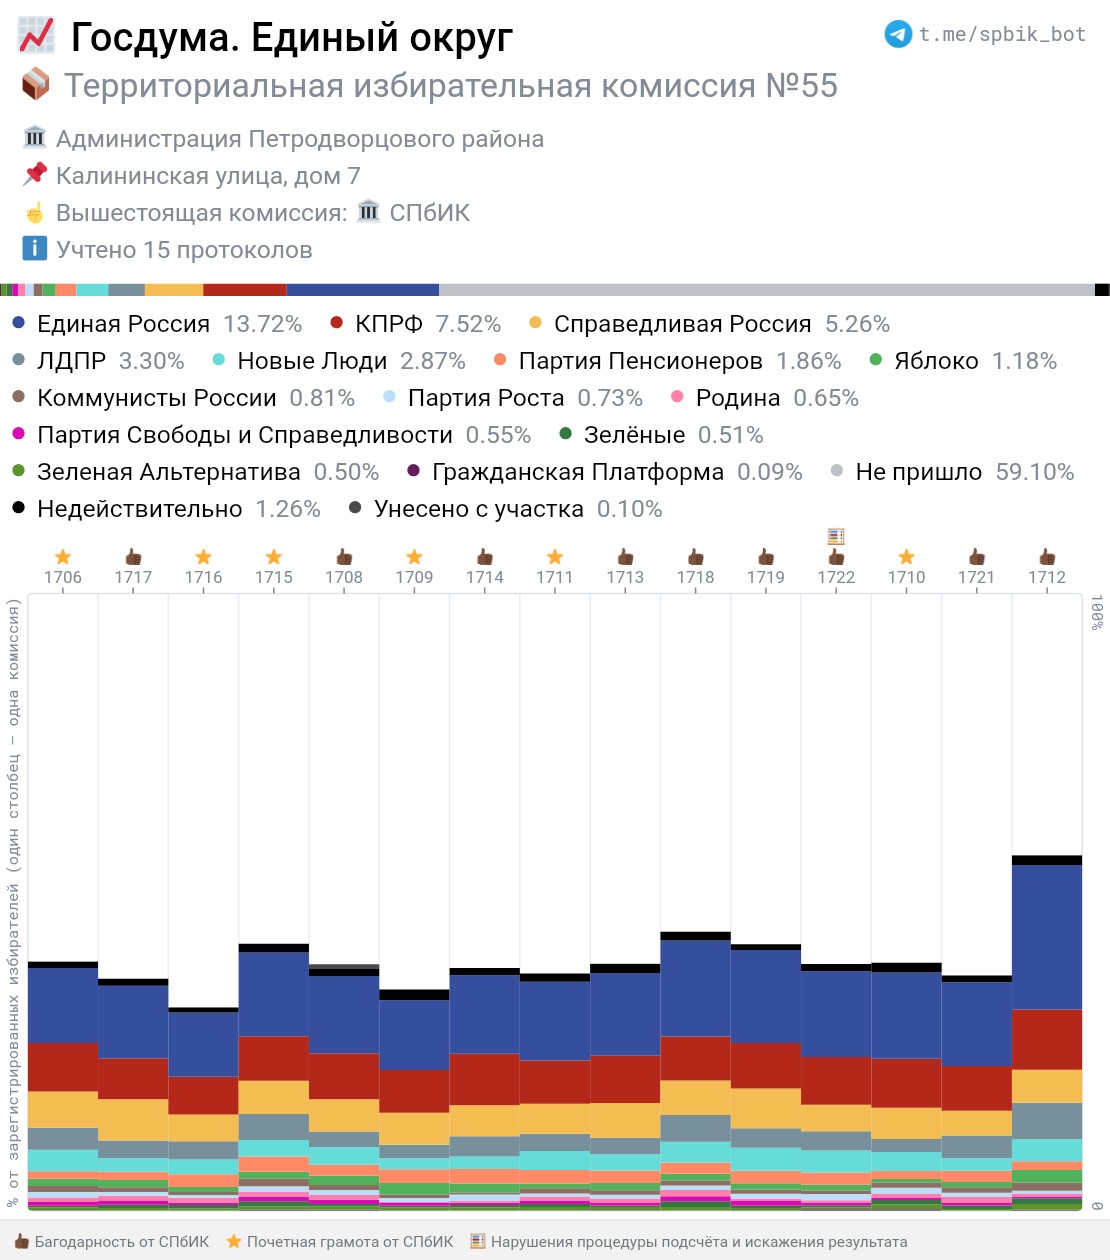 Госдума. Единый округ
t.me/spbik_bot
Территориальная избирательная комиссия №55
Администрация Петродворцового района
Калининская улица, дом 7
Вышестоящая комиссия: СПбИК
Учтено 15 протоколов
Единая Россия 13.72% КПРФ 7.52% Справедливая Россия 5.26%
ЛДПР 3.30% Новые Люди 2.87% Партия Пенсионеров 1.86% Яблоко 1.18%
Коммунисты России 0.81% Партия Роста 0.73% Родина 0.65%
Партия Свободы и Справедливости 0.55% Зелёные 0.51%
Зеленая Альтернатива 0.50% Гражданская Платформа 0.09% Не пришло 59.10%
Недействительно 1.26% Унесено с участка 0.10%
1706 1717 1716 1715 1708 1709 1714 1711 1713 1718 1719 1722 1710 1721 1712
% от зарегистрированных избирателей (один столбец – одна комиссия)
100%
0
Багодарность от СПбИК Почетная грамота от СПбИК Нарушения процедуры подсчёта и искажения результата